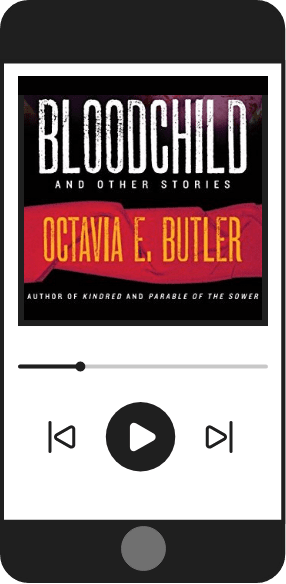 BLOODCHILD
AND OTHER STORIES
OCTAVIA E. BUTLER
AUTHOR OF KINDRED AND PARABLE OF THE SOWER